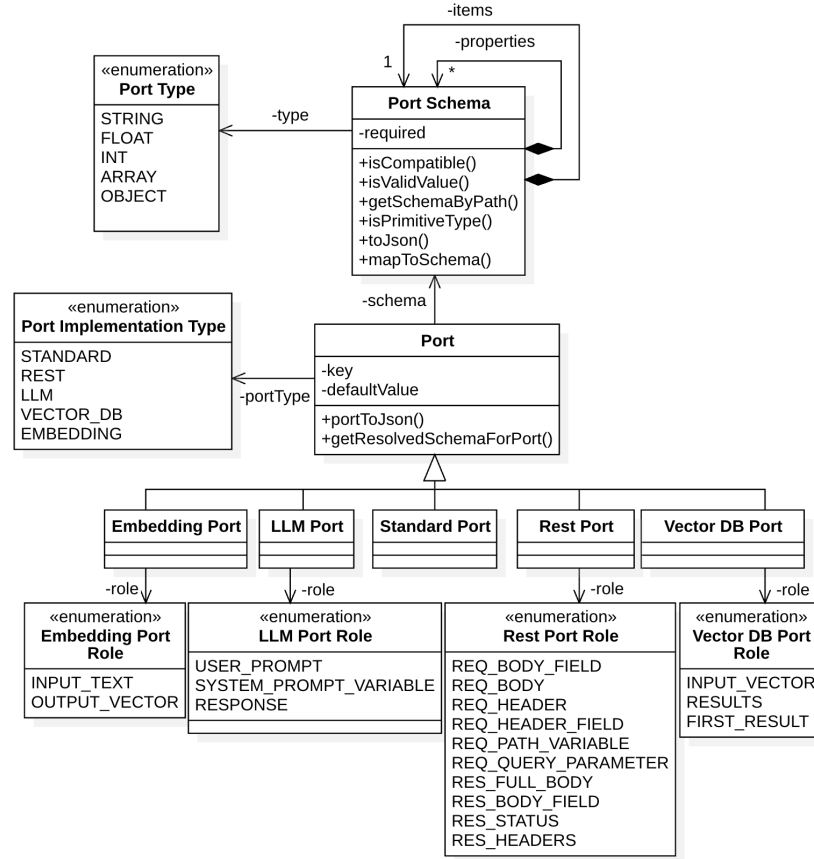 -items
-properties
1
*
«enumeration»
Port Type
STRING
FLOAT
INT
ARRAY
OBJECT
-type
Port Schema
-required
+isCompatible()
+isValidValue()
+getSchemaByPath()
+isPrimitiveType()
+toJson()
+mapToSchema()
-schema
«enumeration»
Port Implementation Type
STANDARD
REST
LLM
VECTOR_DB
EMBEDDING
-portType
Port
-key
-defaultValue
+portToJson()
+getResolvedSchemaForPort()
Embedding Port
LLM Port
Standard Port
Rest Port
Vector DB Port
-role
-role
-role
-role
«enumeration»
Embedding Port
Role
INPUT_TEXT
OUTPUT_VECTOR
«enumeration»
LLM Port Role
USER_PROMPT
SYSTEM_PROMPT_VARIABLE
RESPONSE
«enumeration»
Rest Port Role
REQ_BODY_FIELD
REQ_BODY
REQ_HEADER
REQ_HEADER_FIELD
REQ_PATH_VARIABLE
REQ_QUERY_PARAMETER
RES_FULL_BODY
RES_BODY_FIELD
RES_STATUS
RES_HEADERS
«enumeration»
Vector DB Port
Role
INPUT_VECTOR
RESULTS
FIRST_RESULT